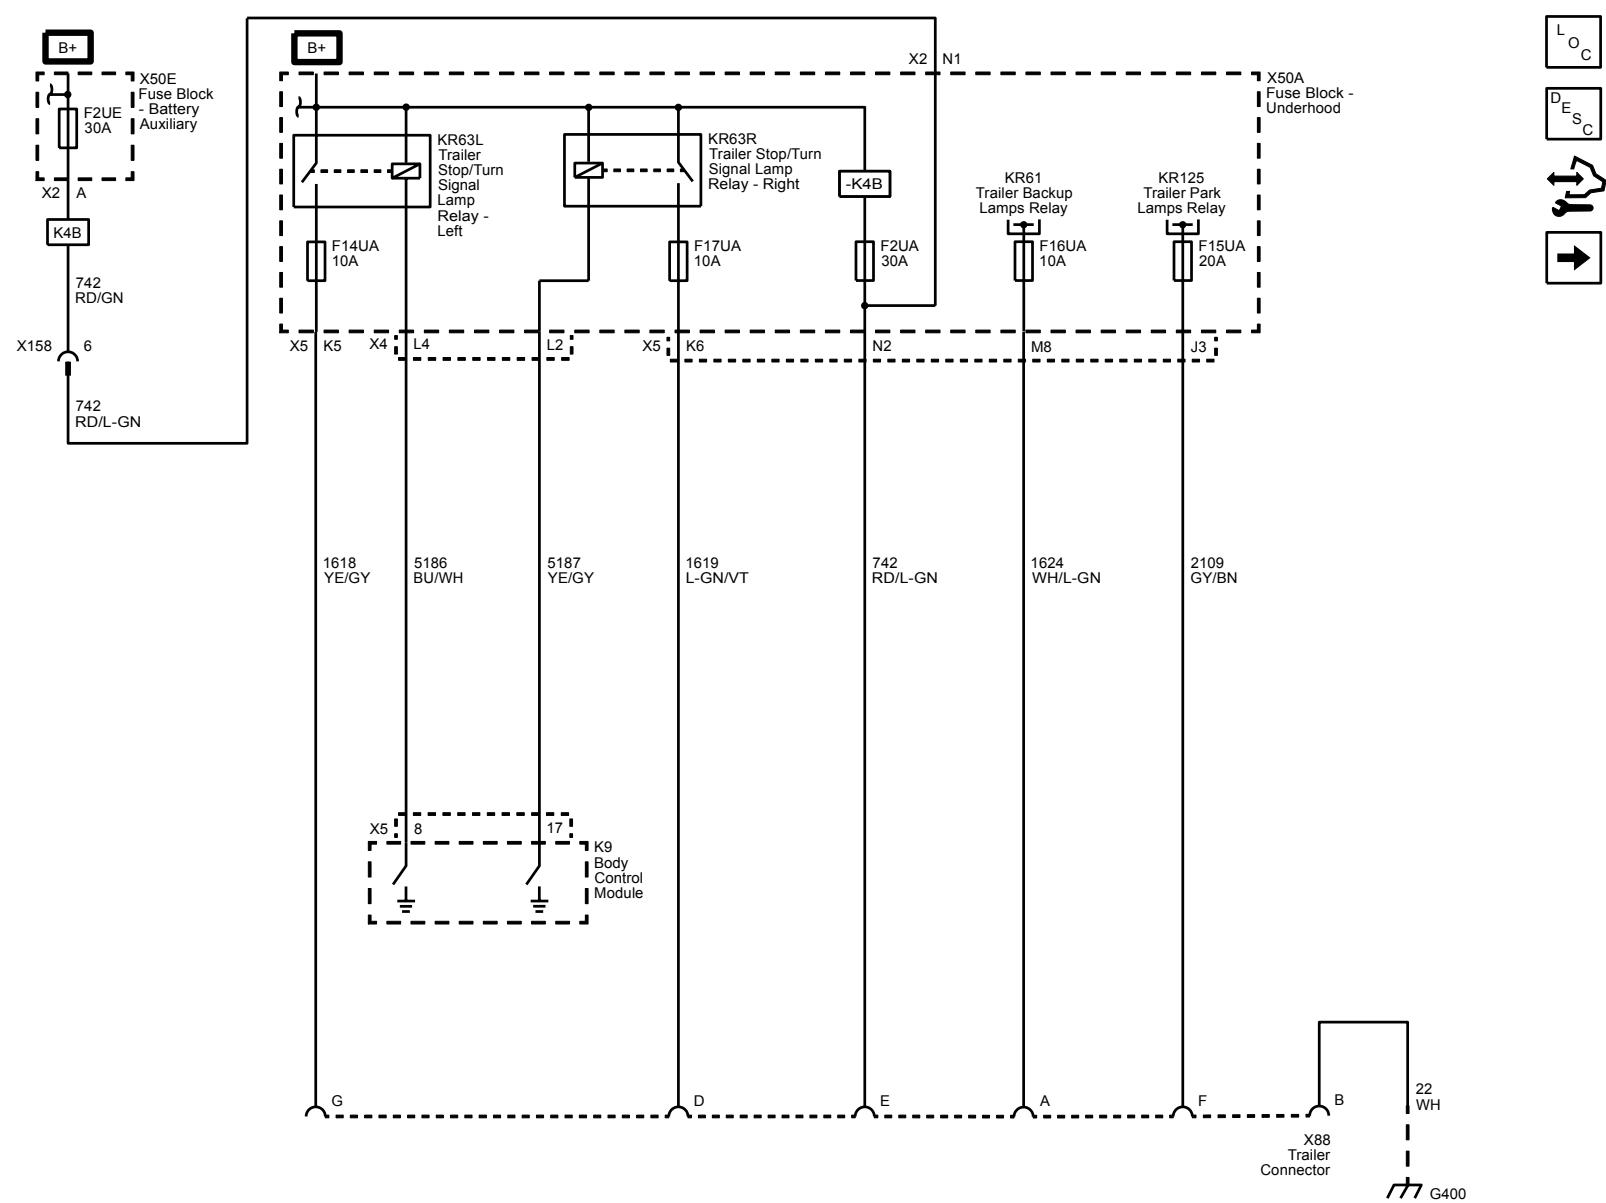 B+
X50E
Fuse Block
- Battery
Auxiliary
F2UE
30A
X2 A
K4B
742
RD/GN
X158 6
742
RD/L-GN
B+
X2 N1
X50A
Fuse Block -
Underhood
KR63L
Trailer
Stop/Turn
Signal
Lamp
Relay -
Left
KR63R
Trailer Stop/Turn
Signal Lamp
Relay - Right
-K4B
KR61
Trailer Backup
Lamps Relay
KR125
Trailer Park
Lamps Relay
F14UA
10A
F17UA
10A
F2UA
30A
F16UA
10A
F15UA
20A
X5 K5 X4 L4 L2 X5 K6 N2 M8 J3
1618
YE/GY
5186
BU/WH
5187
YE/GY
1619
L-GN/VT
742
RD/L-GN
1624
WH/L-GN
2109
GY/BN
X5 8 17
K9
Body
Control
Module
G D E A F B
22
WH
X88
Trailer
Connector
G400
LOC
DESC